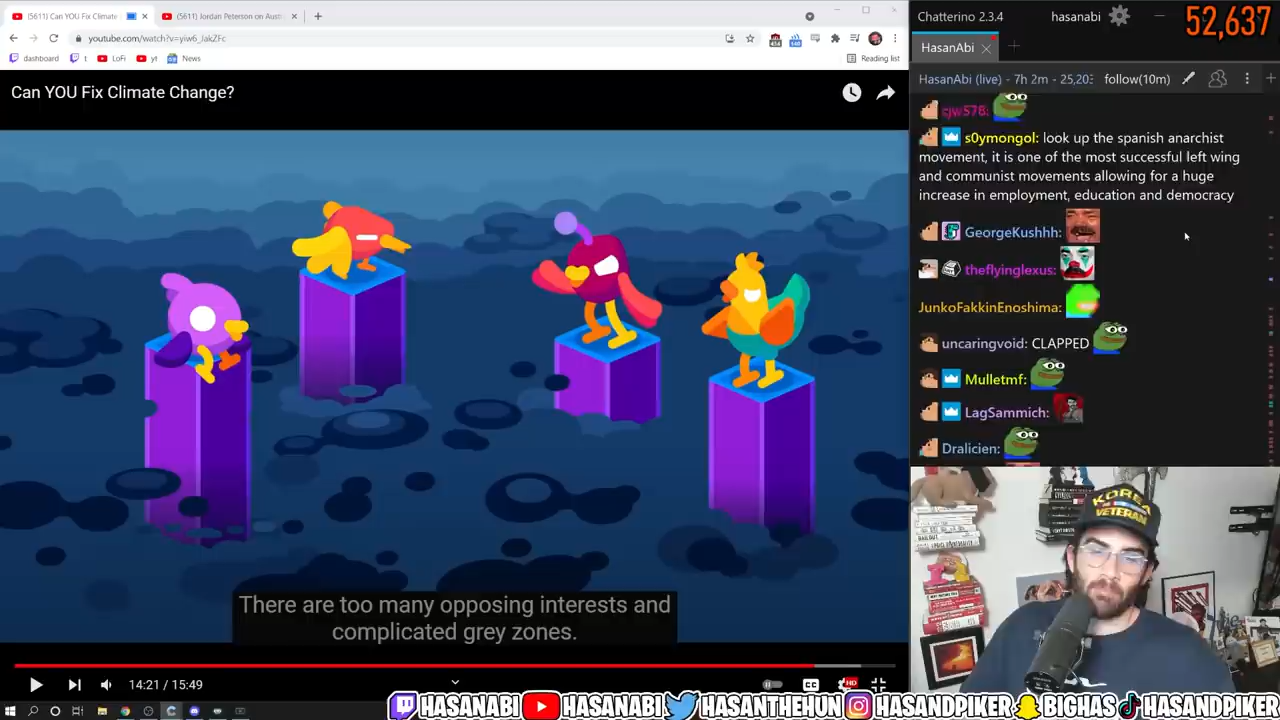 (5611) Can YOU Fix Climate
(5611) Jordan Peterson on Aust
youtube.com/watch?v=yiw6_JakZFc
dashboard
t
LoFi
yt
News
Reading list
Can YOU Fix Climate Change?
There are too many opposing interests and
complicated grey zones.
14:21 / 15:49
HD
Chatterino 2.3.4
hasanabi
52,637
HasanAbi
HasanAbi (live) - 7h 2m - 25,20
follow(10m)
cjw578:
s0ymongol: look up the spanish anarchist
movement, it is one of the most successful left wing
and communist movements allowing for a huge
increase in employment, education and democracy
GeorgeKushhh:
theflyinglexus:
JunkoFakkinEnoshima:
uncaringvoid: CLAPPED
Mulletmf:
LagSammich:
Dralicien:
KOREA
VETERAN
HASANABI HASANABI HASANTHEHUN HASANDPIKER BIGHAS HASANDPIKER